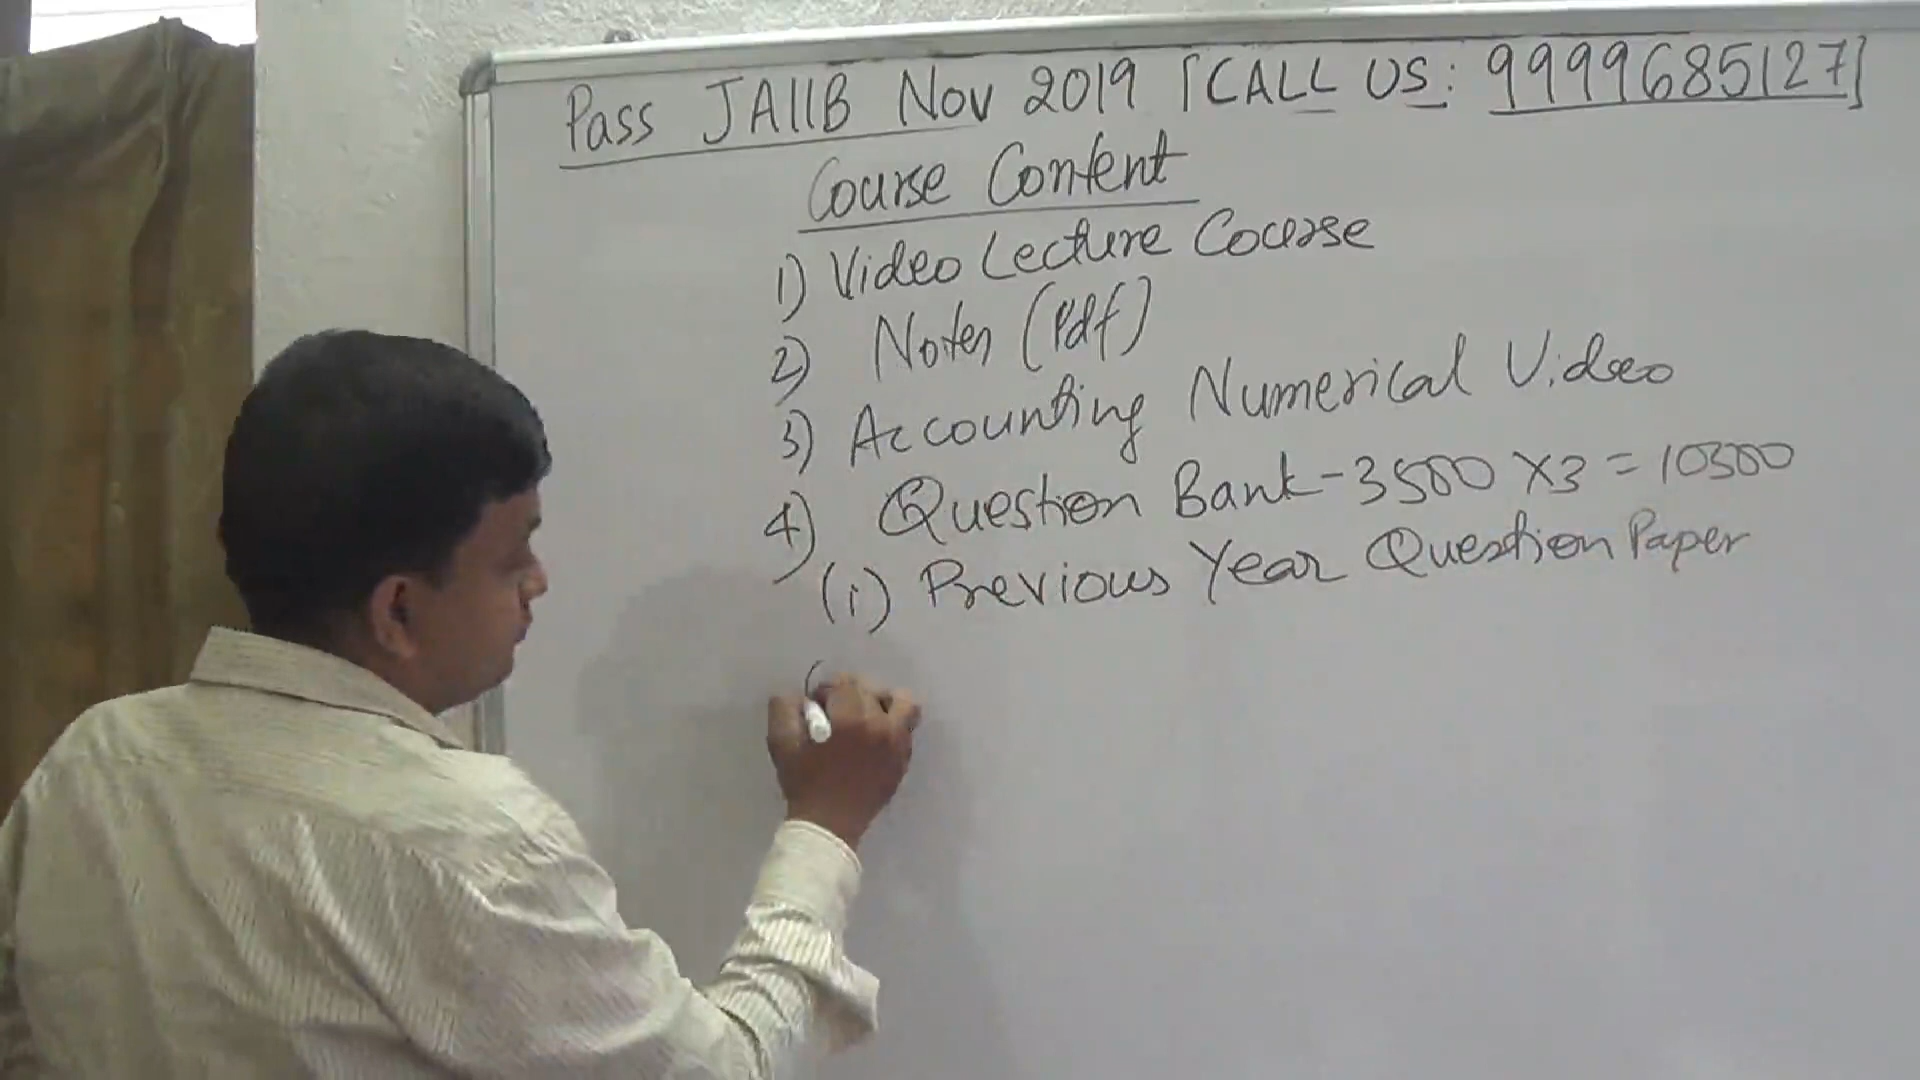 Pass JAIIB Nov 2019 [CALL US: 9999685127]
Course Content
1) Video Lecture Course
2) Notes (Pdf)
3) Accounting Numerical Video
4) Question Bank-3500 X3 = 10500
(i) Previous Year Question Paper
(